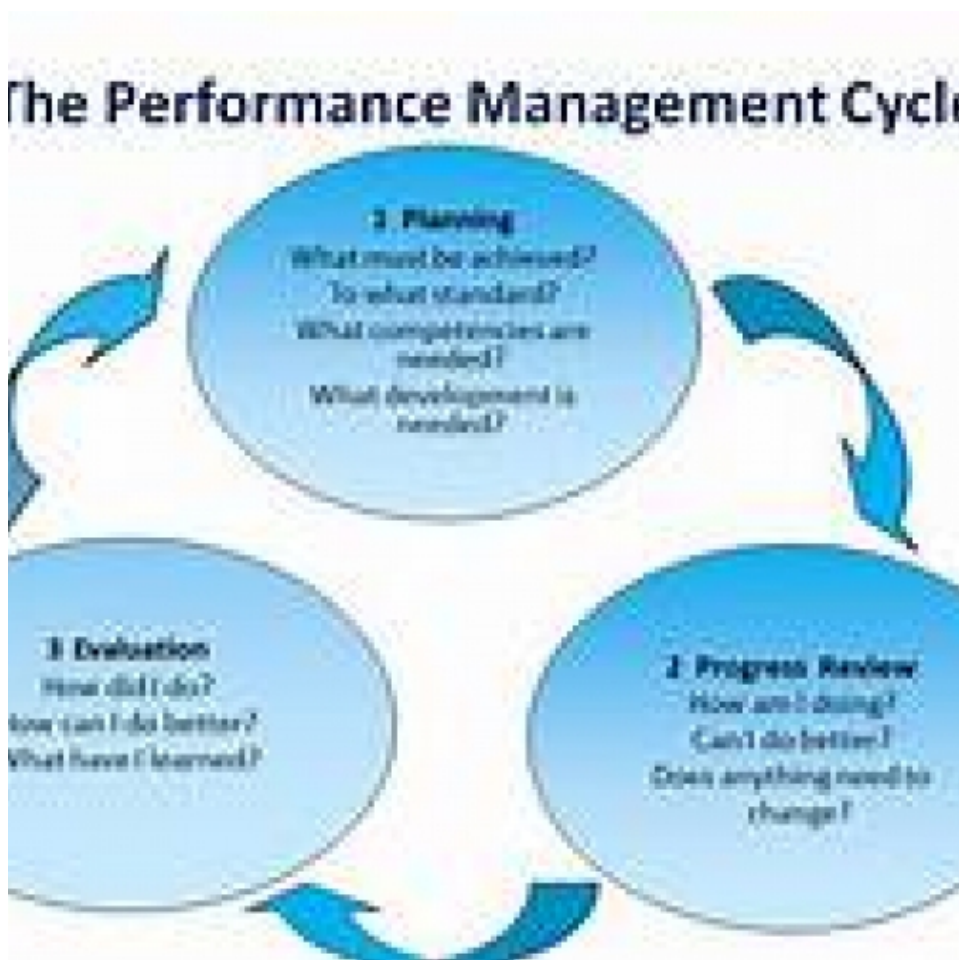 The Performance Management Cycle
1 Planning
What must be achieved?
To what standard?
What competencies are
needed?
What development is
needed?
3 Evaluation
How did I do?
How can I do better?
What have I learned?
2 Progress Review
How am I doing?
Can I do better?
Does anything need to
change?